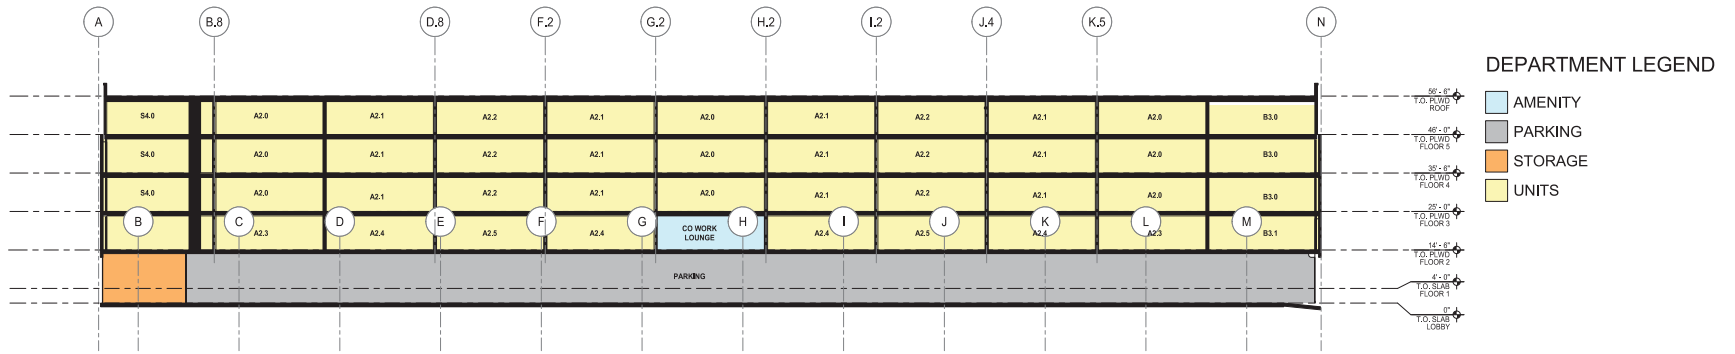 A B.8 D.8 F.2 G.2 H.2 I.2 J.4 K.5 N
DEPARTMENT LEGEND
AMENITY
PARKING
STORAGE
UNITS
56' - 6"
T.O. PLWD
ROOF
S4.0 A2.0 A2.1 A2.2 A2.1 A2.0 A2.1 A2.2 A2.1 A2.0 B3.0
46' - 0"
T.O. PLWD
FLOOR 5
S4.0 A2.0 A2.1 A2.2 A2.1 A2.0 A2.1 A2.2 A2.1 A2.0 B3.0
35' - 6"
T.O. PLWD
FLOOR 4
S4.0 A2.0 A2.1 A2.2 A2.1 A2.0 A2.1 A2.2 A2.1 A2.0 B3.0
25' - 0"
T.O. PLWD
FLOOR 3
B C D E F G H I J K L M
A2.3 A2.4 A2.5 A2.4 CO WORK A2.4 A2.5 A2.4 A2.3 B3.1
LOUNGE
14' - 6"
T.O. PLWD
FLOOR 2
PARKING
4' - 0"
T.O. SLAB
FLOOR 1
0"
T.O. SLAB
LOBBY